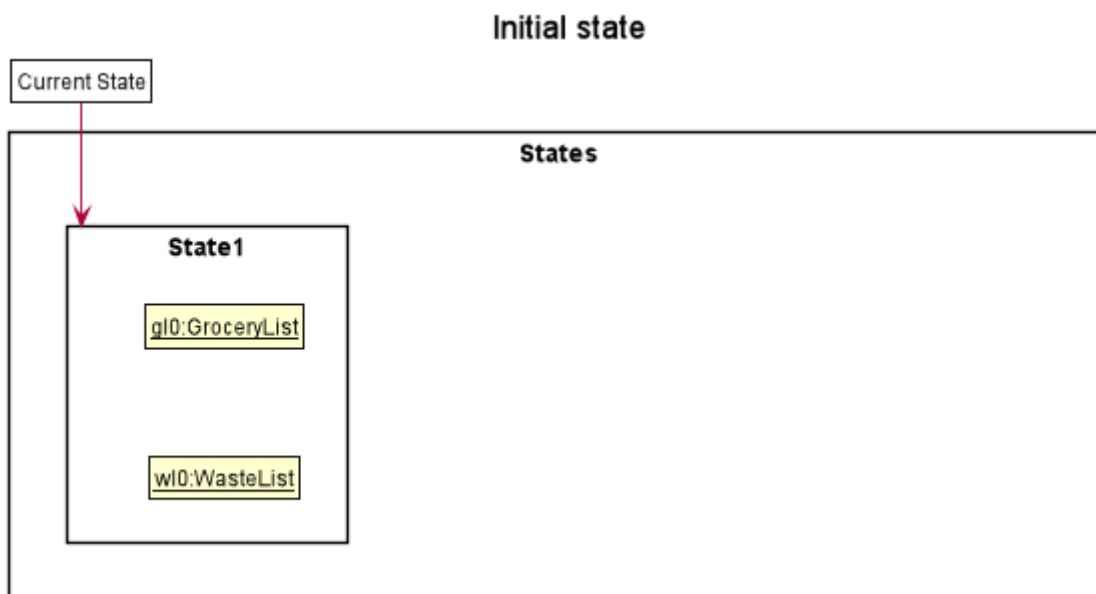 Initial state
Current State
States
State1
gl0:GroceryList
wl0:WasteList